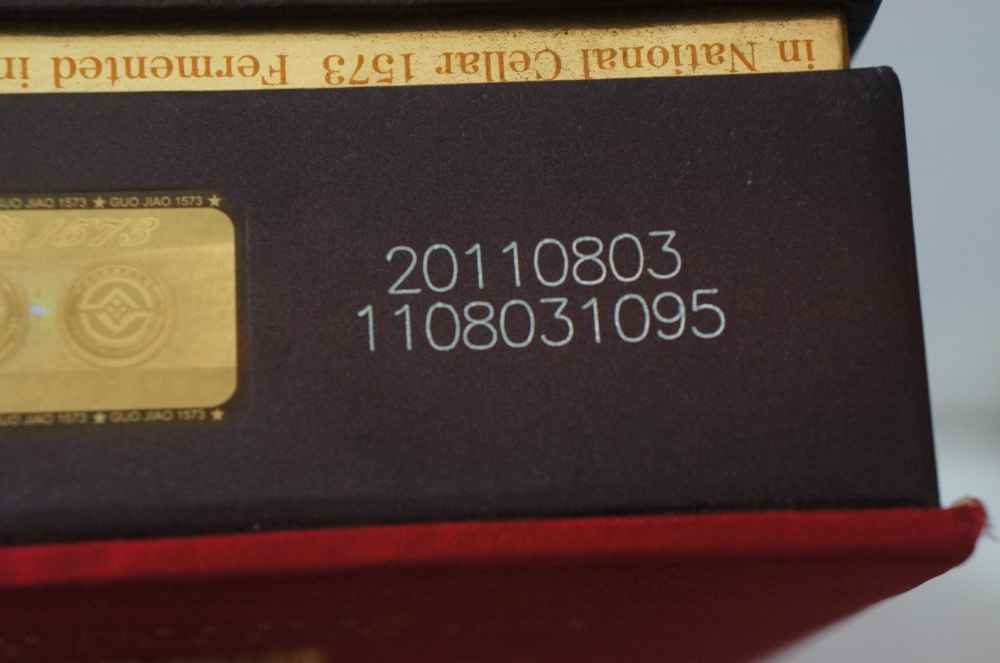 in National Cellar 1573 Fermented in
GUO JIAO 1573 ★ GUO JIAO 1573 ★
1573
20110803
1108031095
GUO JIAO 1573 ★ GUO JIAO 1573 ★